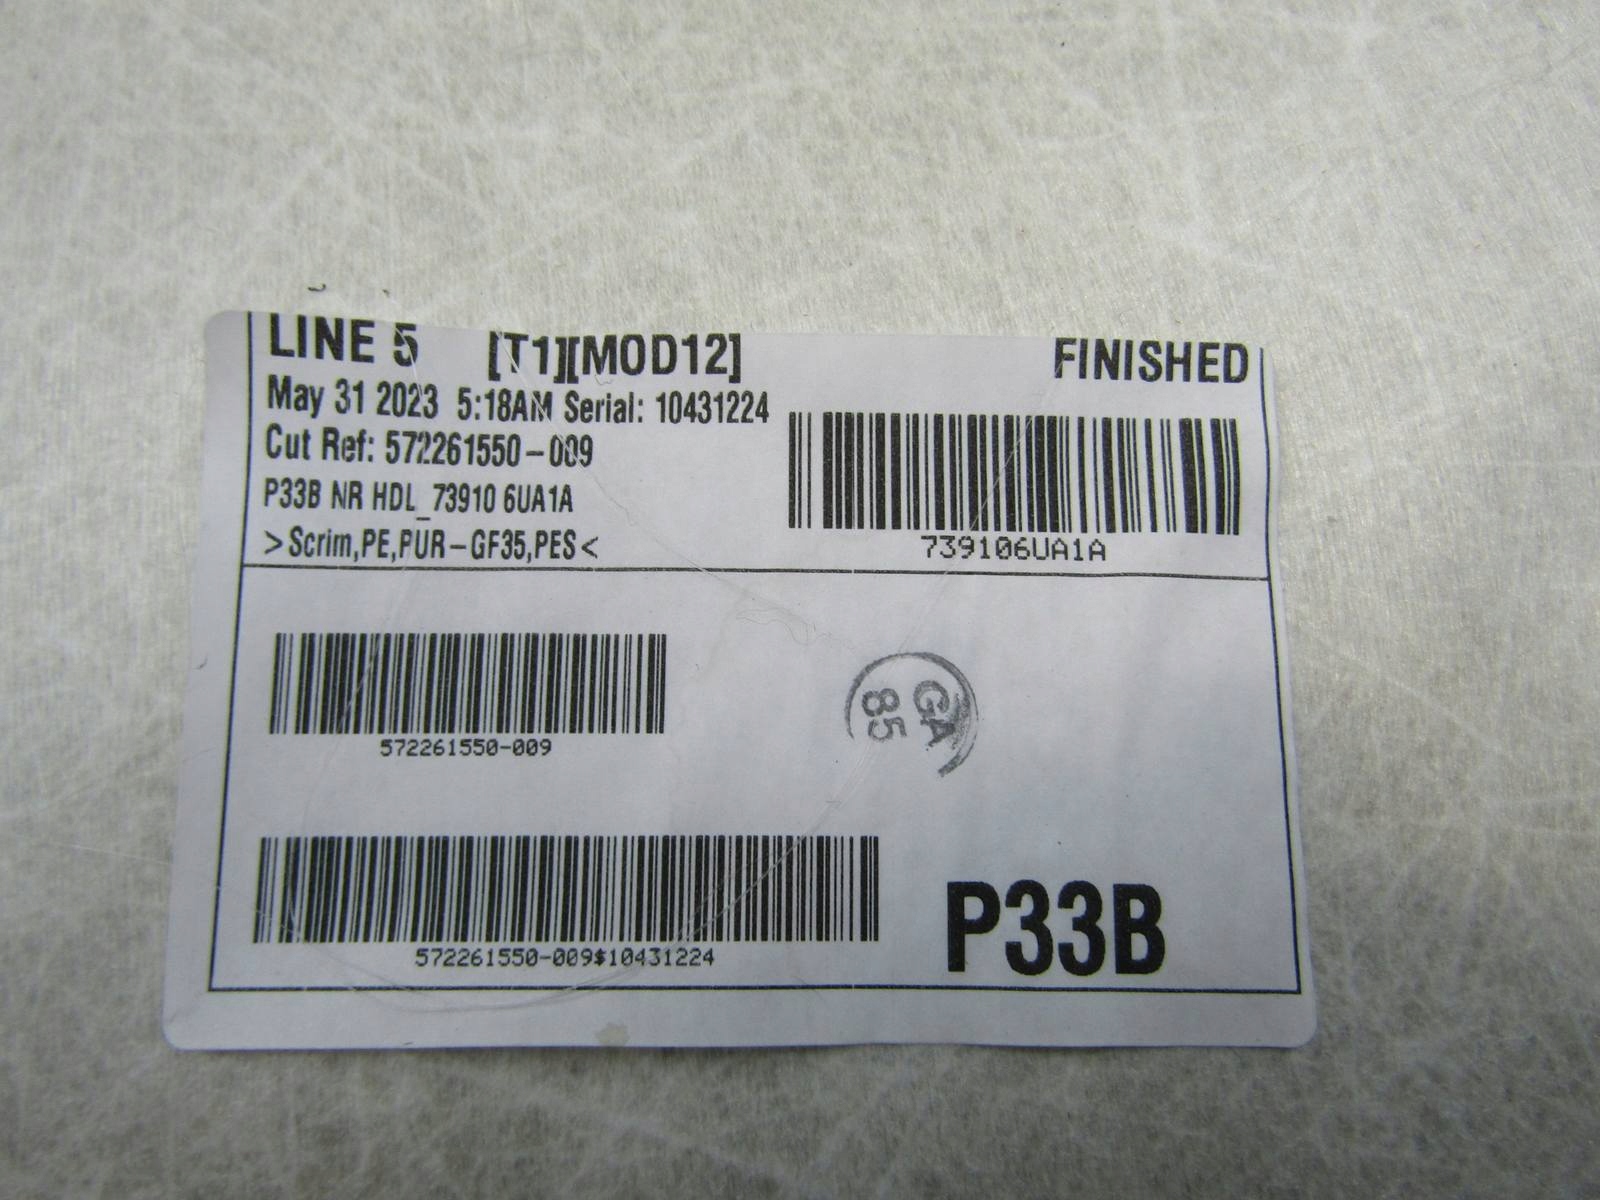 LINE 5 [T1][MOD12] FINISHED
May 31 2023 5:18AM Serial: 10431224
Cut Ref: 572261550-009
P33B NR HDL_73910 6UA1A
>Scrim,PE,PUR-GF35,PES<
739106UA1A
572261550-009
GA
85
572261550-009$10431224
P33B